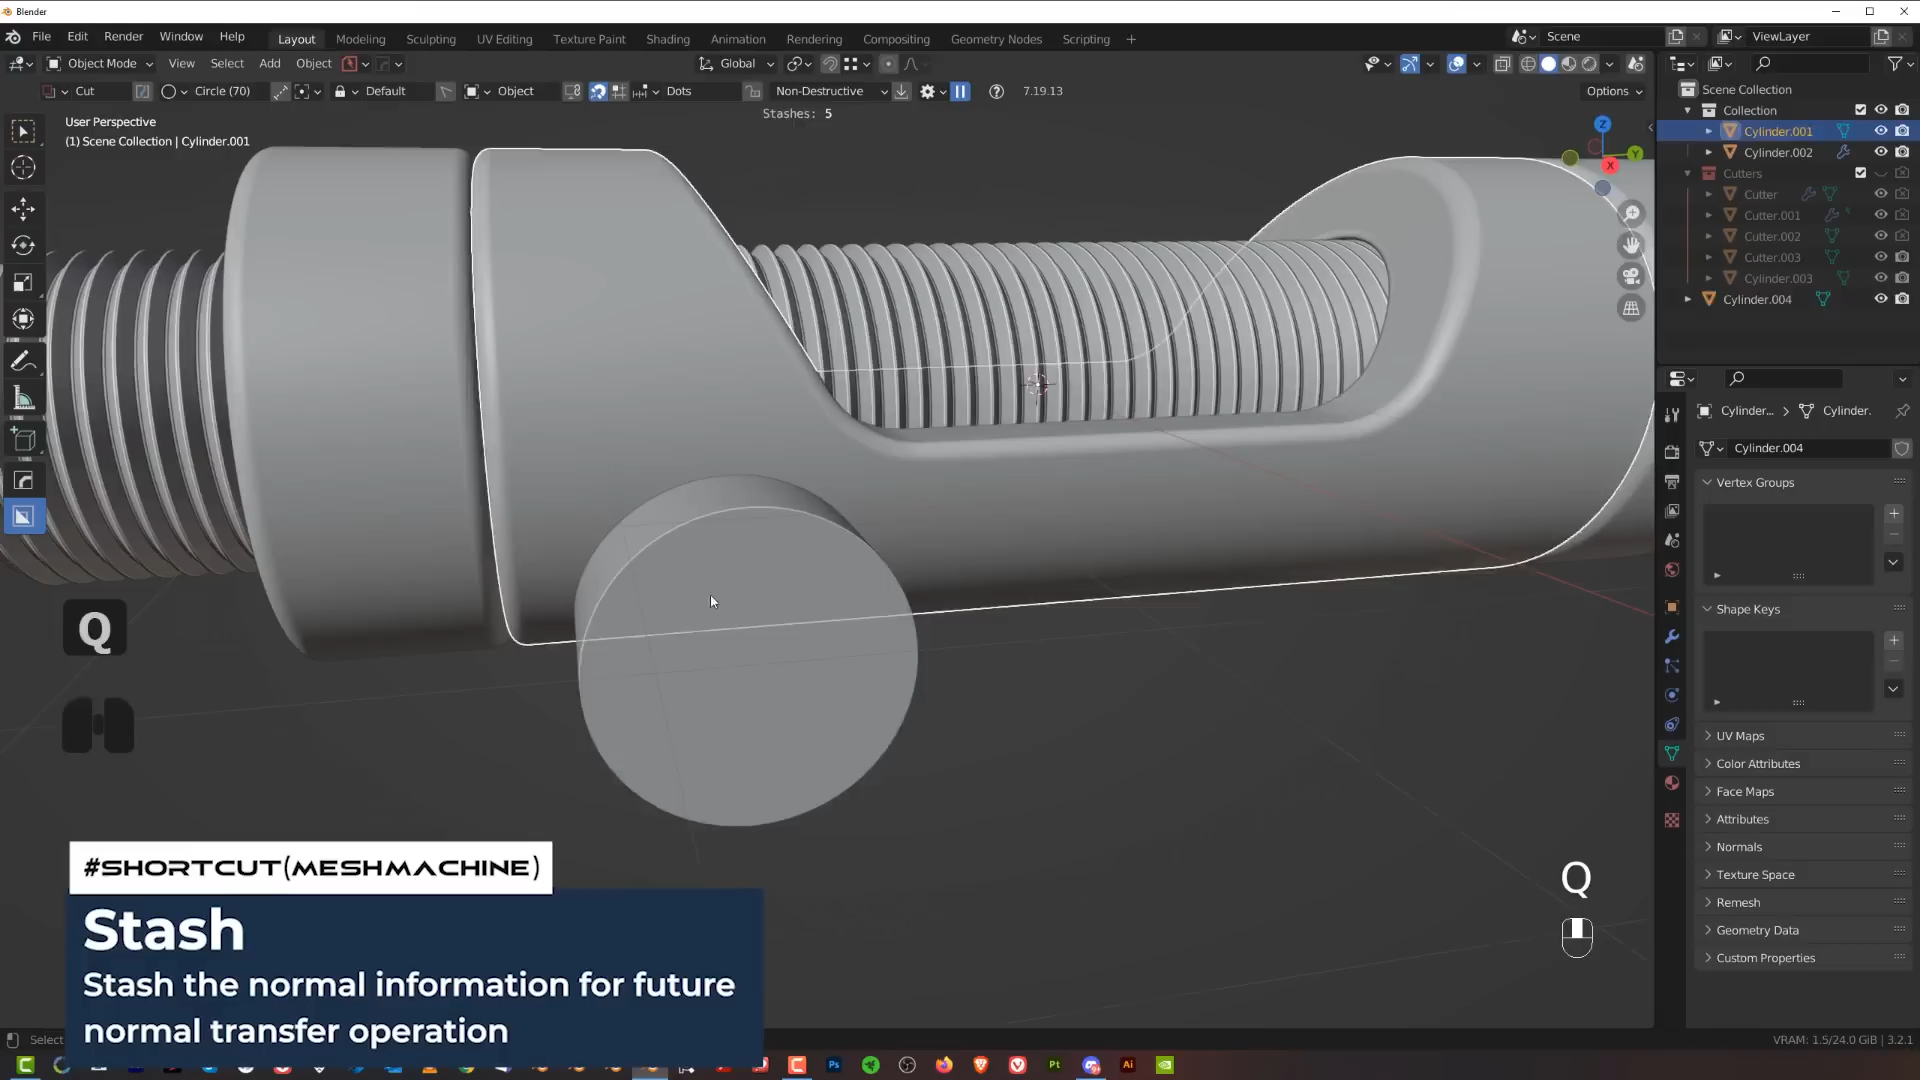 Blender
File Edit Render Window Help
Layout Modeling Sculpting UV Editing Texture Paint Shading Animation Rendering Compositing Geometry Nodes Scripting +
Scene
ViewLayer
Object Mode View Select Add Object
Global
Cut Circle (70) Default Object Dots Non-Destructive 7.19.13 Options
Stashes: 5
User Perspective
(1) Scene Collection | Cylinder.001
Z
Y
X
Scene Collection
Collection
Cylinder.001
Cylinder.002
Cutters
Cutter
Cutter.001
Cutter.002
Cutter.003
Cylinder.003
Cylinder.004
Cylinder... > Cylinder.
Cylinder.004
Vertex Groups
Shape Keys
UV Maps
Color Attributes
Face Maps
Attributes
Normals
Texture Space
Remesh
Geometry Data
Custom Properties
Q
Q
#SHORTCUT(MESHMACHINE)
Stash
Stash the normal information for future
normal transfer operation
Select
VRAM: 1.5/24.0 GiB | 3.2.1
Ps
Pt
Ai